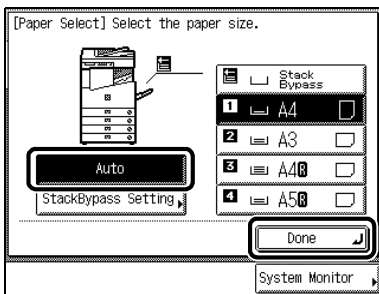 [Paper Select] Select the paper size.
Stack
Bypass
1 A4
2 A3
3 A4R
4 A5R
Auto
StackBypass Setting
Done
System Monitor